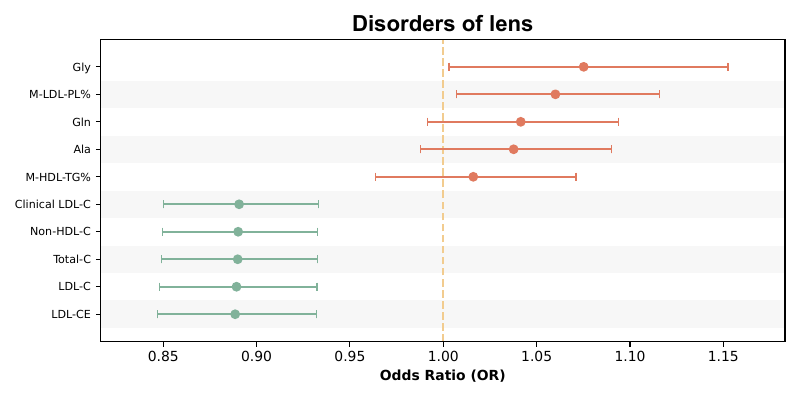 Disorders of lens
Gly
M-LDL-PL%
Gln
Ala
M-HDL-TG%
Clinical LDL-C
Non-HDL-C
Total-C
LDL-C
LDL-CE
0.85 0.90 0.95 1.00 1.05 1.10 1.15
Odds Ratio (OR)